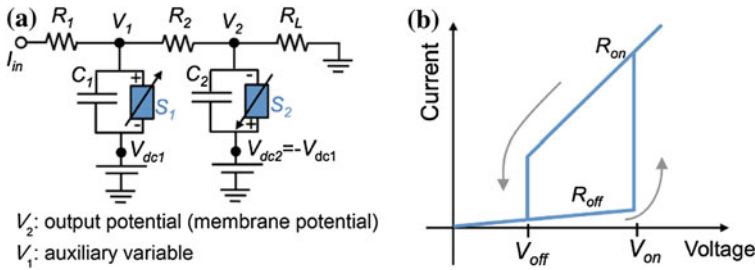 (a)
R1 V1 R2 V2 RL
Iin
C1 + S1 - C2 - S2 +
Vdc1 Vdc2=-Vdc1
V2: output potential (membrane potential)
V1: auxiliary variable
(b)
Current
Ron
Roff
Voff Von Voltage